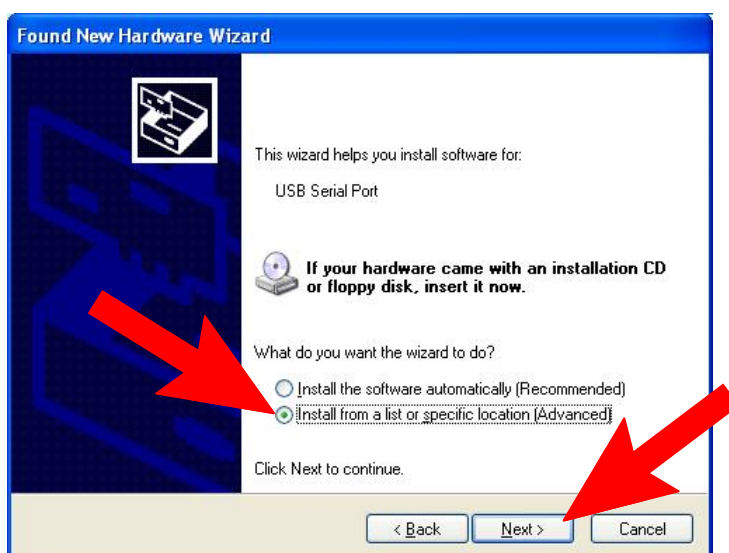 Found New Hardware Wizard
This wizard helps you install software for:
USB Serial Port
If your hardware came with an installation CD
or floppy disk, insert it now.
What do you want the wizard to do?
Install the software automatically (Recommended)
Install from a list or specific location (Advanced)
Click Next to continue.
< Back Next > Cancel